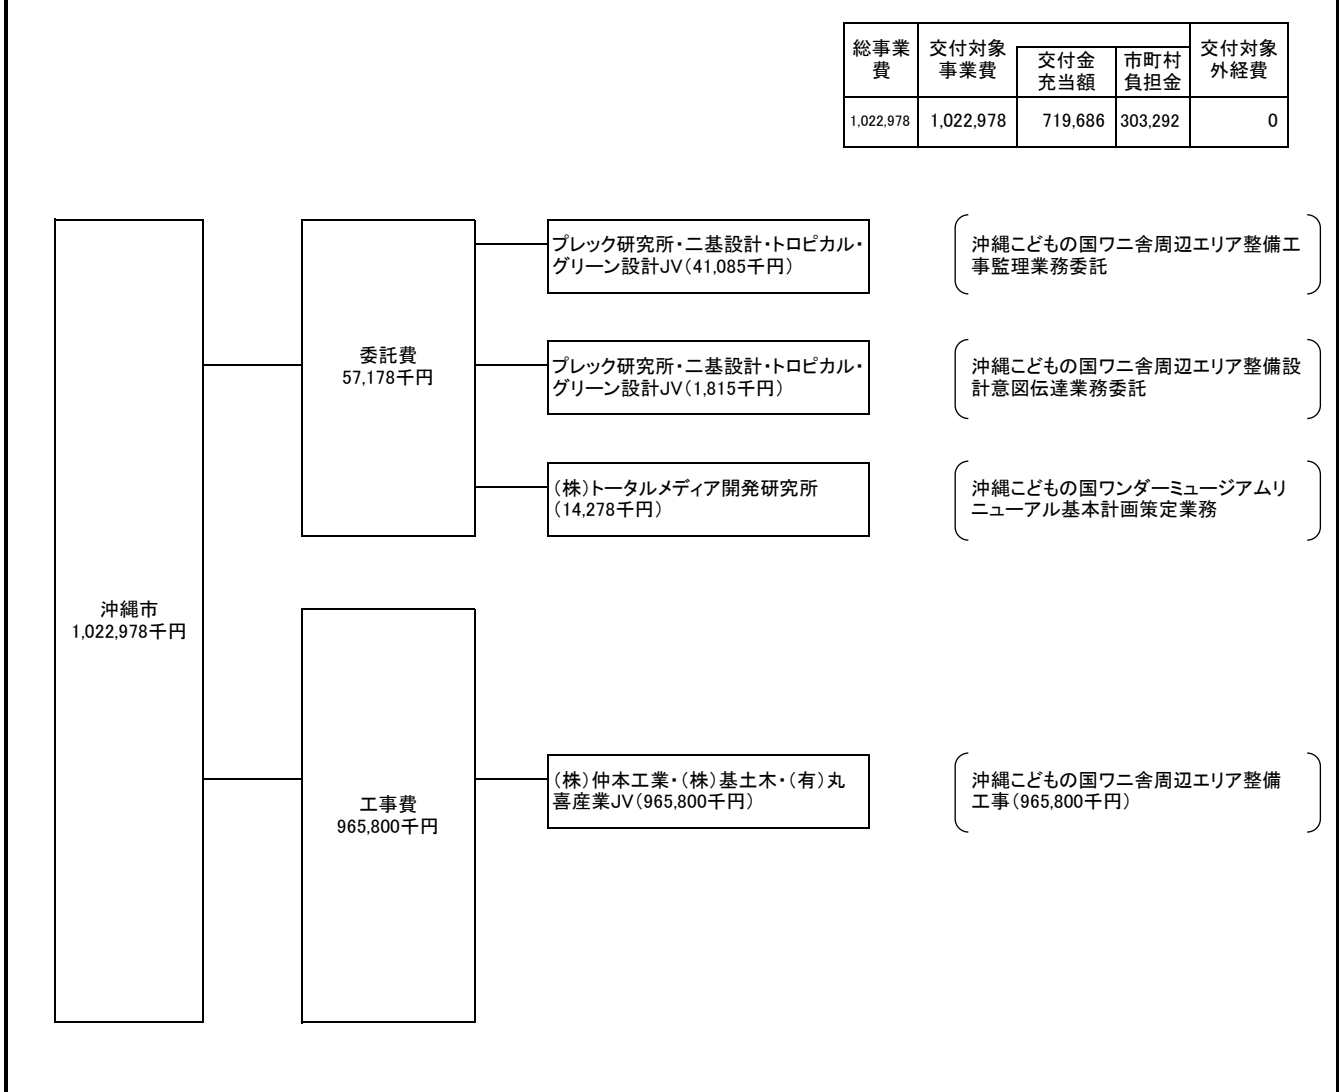 総事業
費
交付対象
事業費
交付金
充当額
市町村
負担金
交付対象
外経費
1,022,978
1,022,978
719,686
303,292
0
沖縄市
1,022,978千円
委託費
57,178千円
プレック研究所・二基設計・トロピカル・
グリーン設計JV（41,085千円）
沖縄こどもの国ワニ舎周辺エリア整備工
事監理業務委託
プレック研究所・二基設計・トロピカル・
グリーン設計JV（1,815千円）
沖縄こどもの国ワニ舎周辺エリア整備設
計意図伝達業務委託
（株）トータルメディア開発研究所
（14,278千円）
沖縄こどもの国ワンダーミュージアムリ
ニューアル基本計画策定業務
工事費
965,800千円
（株）仲本工業・（株）基土木・（有）丸
喜産業JV（965,800千円）
沖縄こどもの国ワニ舎周辺エリア整備
工事（965,800千円）